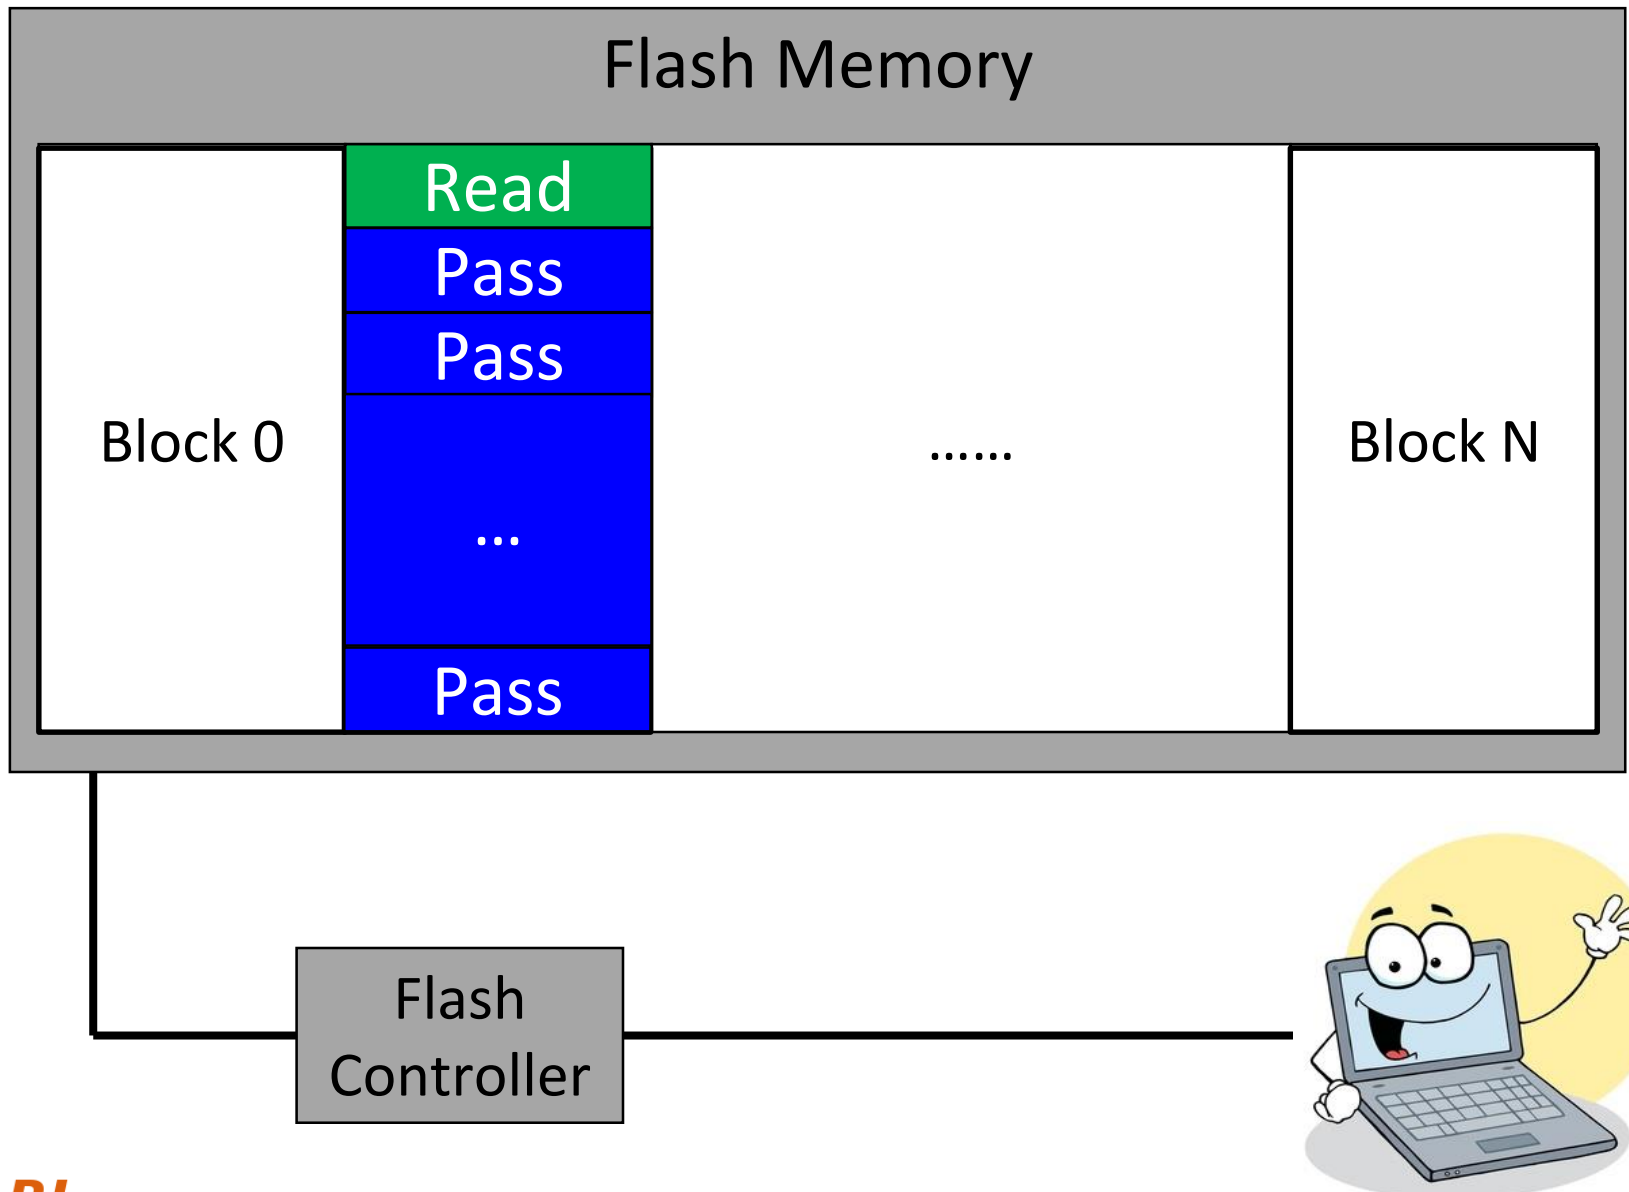 Flash Memory
Read
Pass
Pass
Block 0
……
Block N
…
Pass
Flash
Controller